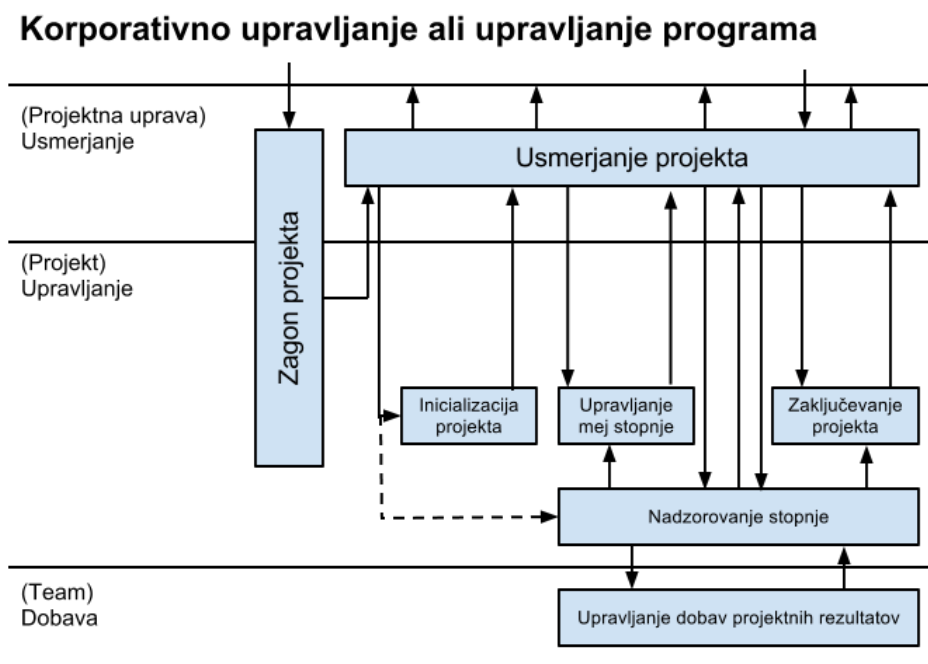 Korporativno upravljanje ali upravljanje programa
(Projektna uprava)
Usmerjanje
Usmerjanje projekta
Zagon projekta
(Projekt)
Upravljanje
Inicializacija
projekta
Upravljanje
mej stopnje
Zaključevanje
projekta
Nadzorovanje stopnje
(Team)
Dobava
Upravljanje dobav projektnih rezultatov